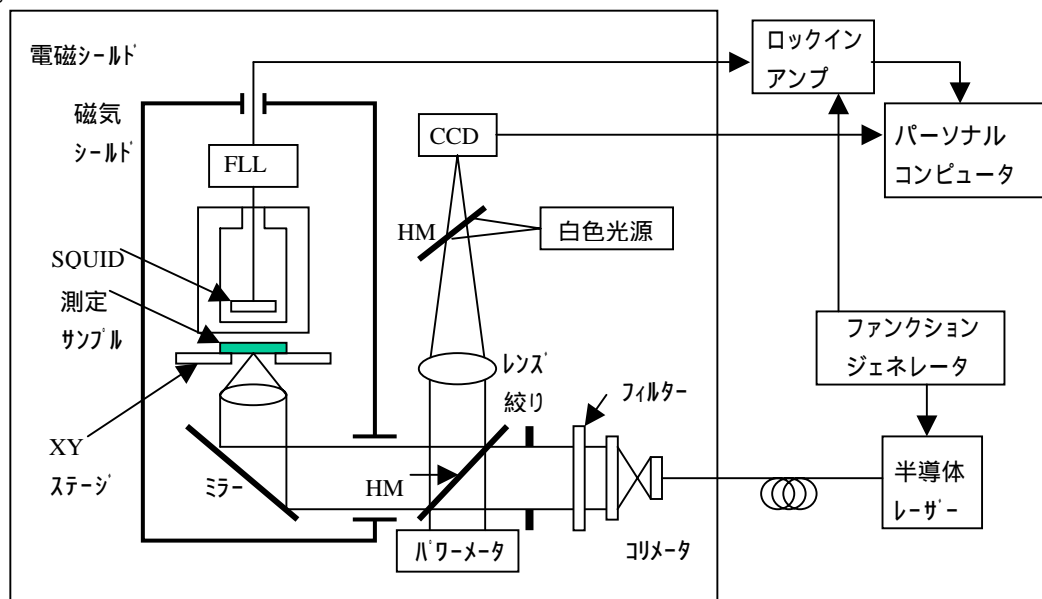 電磁ｼｰﾙﾄﾞ
磁気
ｼｰﾙﾄﾞ
FLL
SQUID
測定
ｻﾝﾌﾟﾙ
XY
ｽﾃｰｼﾞ
ﾐﾗｰ
HM
CCD
HM
白色光源
レンズ
絞り
ﾌｨﾙﾀｰ
ﾊﾟﾜｰﾒｰﾀ
ｺﾘﾒｰﾀ
ロックイン
アンプ
パーソナル
コンピュータ
ファンクション
ジェネレータ
半導体
ﾚｰｻﾞｰ